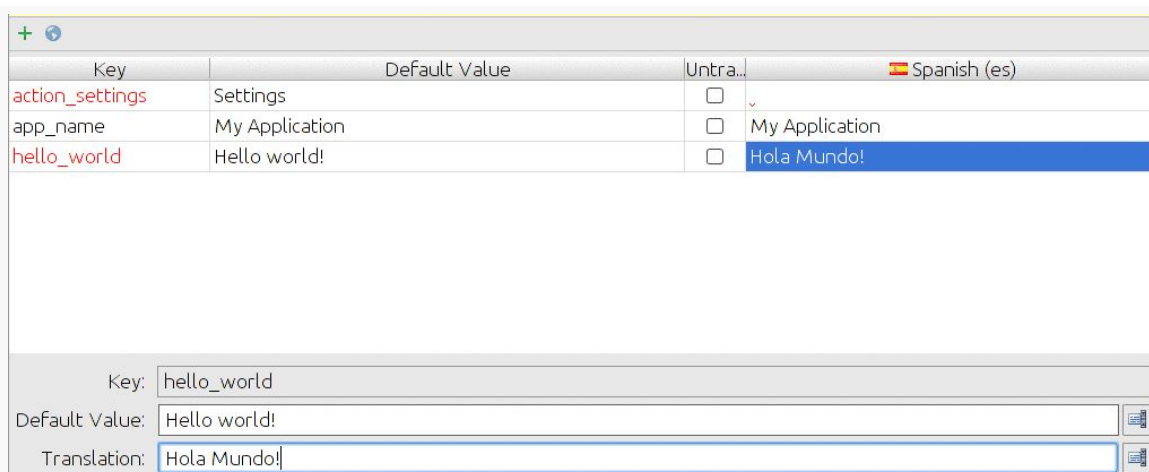 Key Default Value Untra... Spanish (es)
action_settings Settings
app_name My Application My Application
hello_world Hello world! Hola Mundo!
Key: hello_world
Default Value: Hello world!
Translation: Hola Mundo!